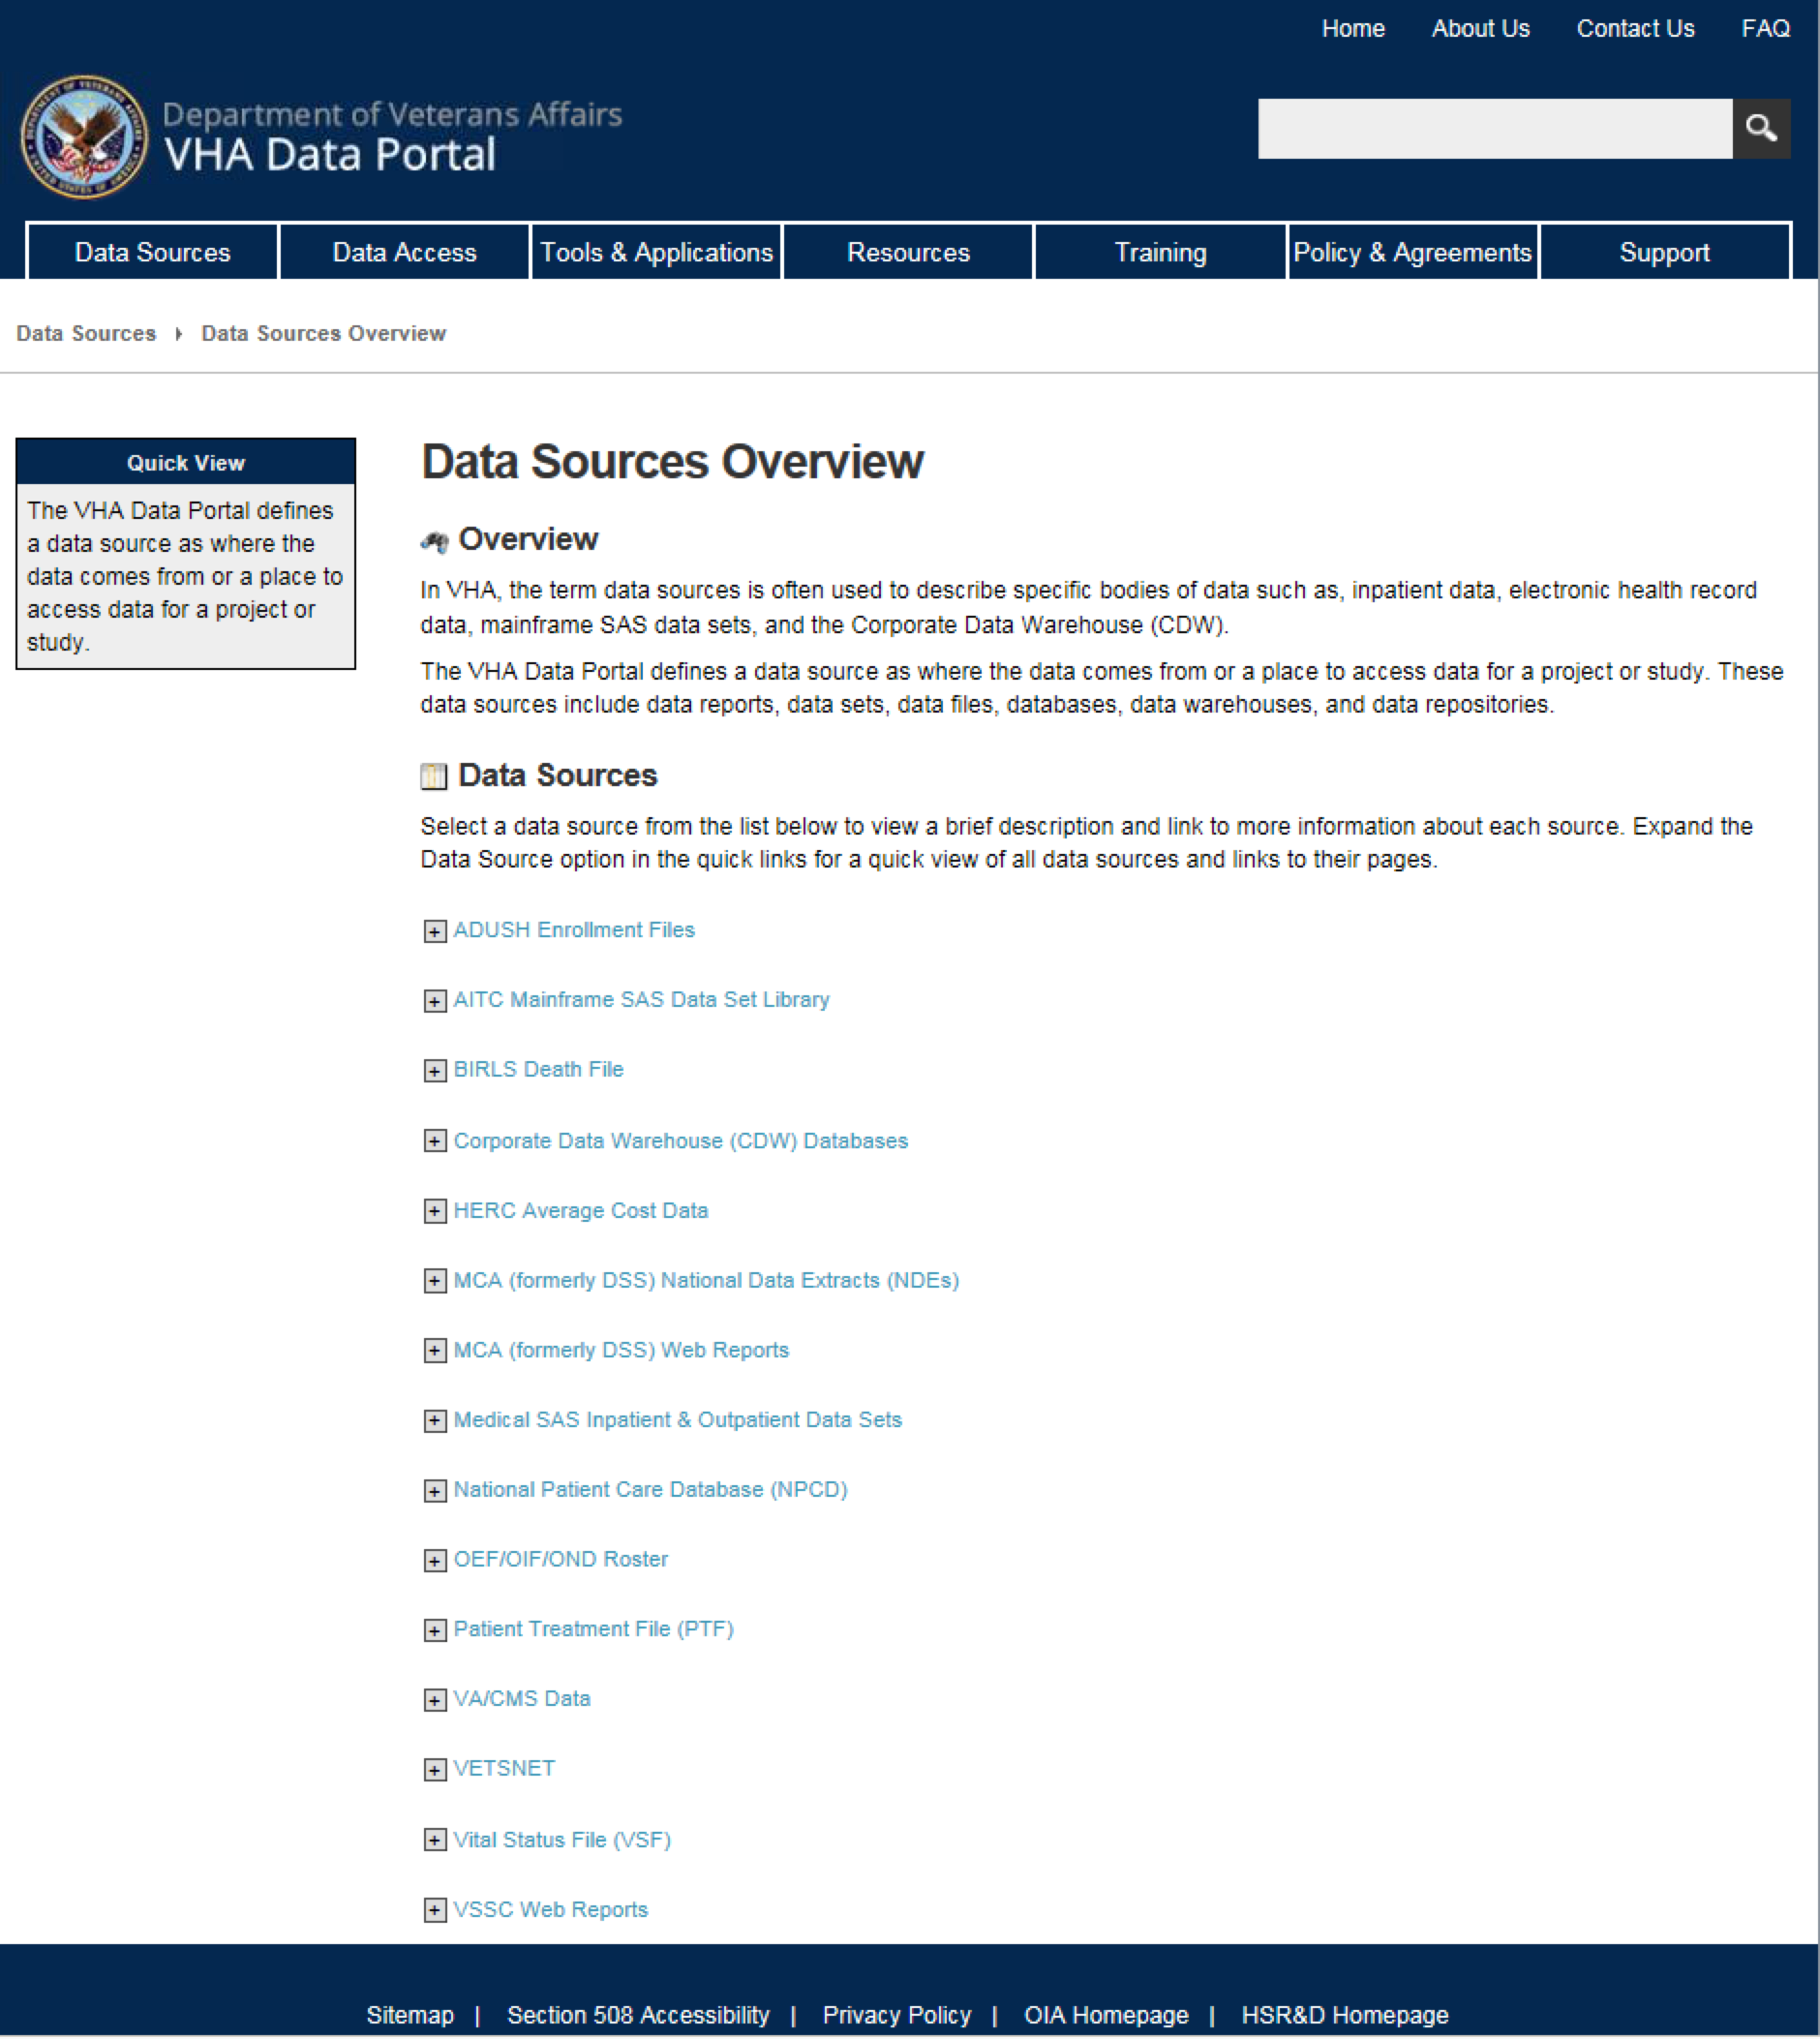 Home About Us Contact Us FAQ
Department of Veterans Affairs
VHA Data Portal
Data Sources Data Access Tools & Applications Resources Training Policy & Agreements Support
Data Sources Data Sources Overview
Quick View
The VHA Data Portal defines
a data source as where the
data comes from or a place to
access data for a project or
study.
Data Sources Overview
Overview
In VHA, the term data sources is often used to describe specific bodies of data such as, inpatient data, electronic health record
data, mainframe SAS data sets, and the Corporate Data Warehouse (CDW).
The VHA Data Portal defines a data source as where the data comes from or a place to access data for a project or study. These
data sources include data reports, data sets, data files, databases, data warehouses, and data repositories.
Data Sources
Select a data source from the list below to view a brief description and link to more information about each source. Expand the
Data Source option in the quick links for a quick view of all data sources and links to their pages.
ADUSH Enrollment Files
AITC Mainframe SAS Data Set Library
BIRLS Death File
Corporate Data Warehouse (CDW) Databases
HERC Average Cost Data
MCA (formerly DSS) National Data Extracts (NDEs)
MCA (formerly DSS) Web Reports
Medical SAS Inpatient & Outpatient Data Sets
National Patient Care Database (NPCD)
OEF/OIF/OND Roster
Patient Treatment File (PTF)
VA/CMS Data
VETSNET
Vital Status File (VSF)
VSSC Web Reports
Sitemap | Section 508 Accessibility | Privacy Policy | OIA Homepage | HSR&D Homepage